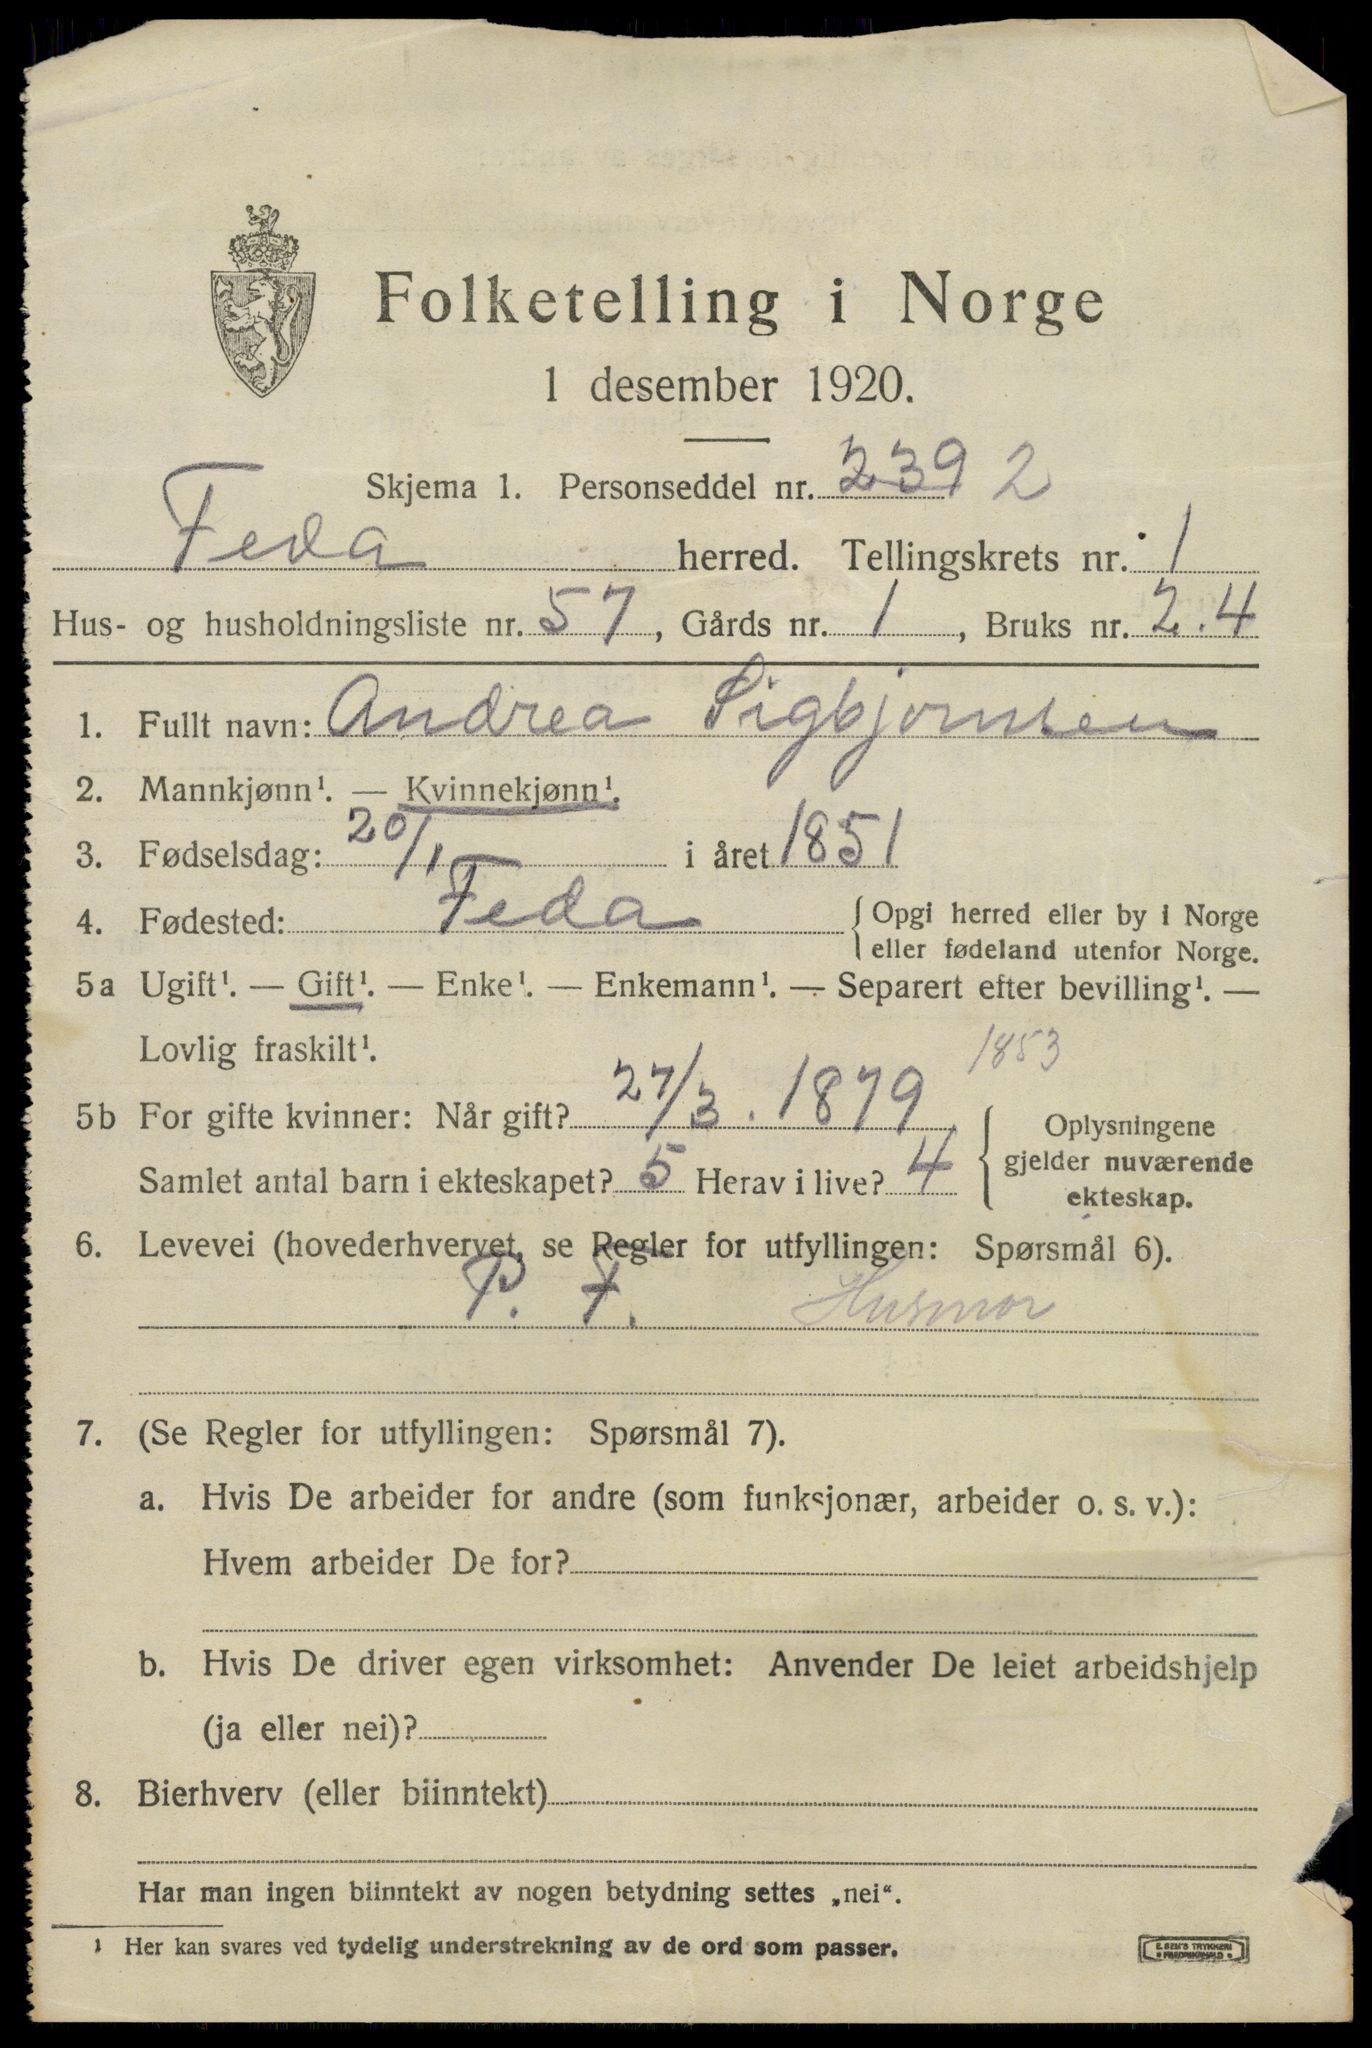 Folketelling i Norge
1 desember 1920.
Skjema 1. Personseddel nr. 239 2
Feda herred. Tellingskrets nr. 1
Hus- og husholdningsliste nr. 57, Gårds nr. 1, Bruks nr. 2.4
1. Fullt navn: Andrea Sigbjørnsen
2. Mannkjønn¹. — Kvinnekjønn¹.
3. Fødselsdag: 20/1 i året 1851
4. Fødested: Feda { Opgi herred eller by i Norge
eller fødeland utenfor Norge.
5a Ugift¹. — Gift¹. — Enke¹. — Enkemann¹. — Separert efter bevilling¹. —
Lovlig fraskilt¹.
1853
5b For gifte kvinner: Når gift? 27/3. 1879
Samlet antal barn i ekteskapet? 5 Herav i live? 4
{ Oplysningene
gjelder nuværende
ekteskap.
6. Levevei (hovederhvervet, se Regler for utfyllingen: Spørsmål 6).
P. F. Husmor
7. (Se Regler for utfyllingen: Spørsmål 7).
a. Hvis De arbeider for andre (som funksjonær, arbeider o. s. v.):
Hvem arbeider De for?
b. Hvis De driver egen virksomhet: Anvender De leiet arbeidshjelp
(ja eller nei)?
8. Bierhverv (eller biinntekt)
Har man ingen biinntekt av nogen betydning settes „nei“.
¹ Her kan svares ved tydelig understrekning av de ord som passer.
E. SEM'S TRYKKERI
FREDRIKSHALD